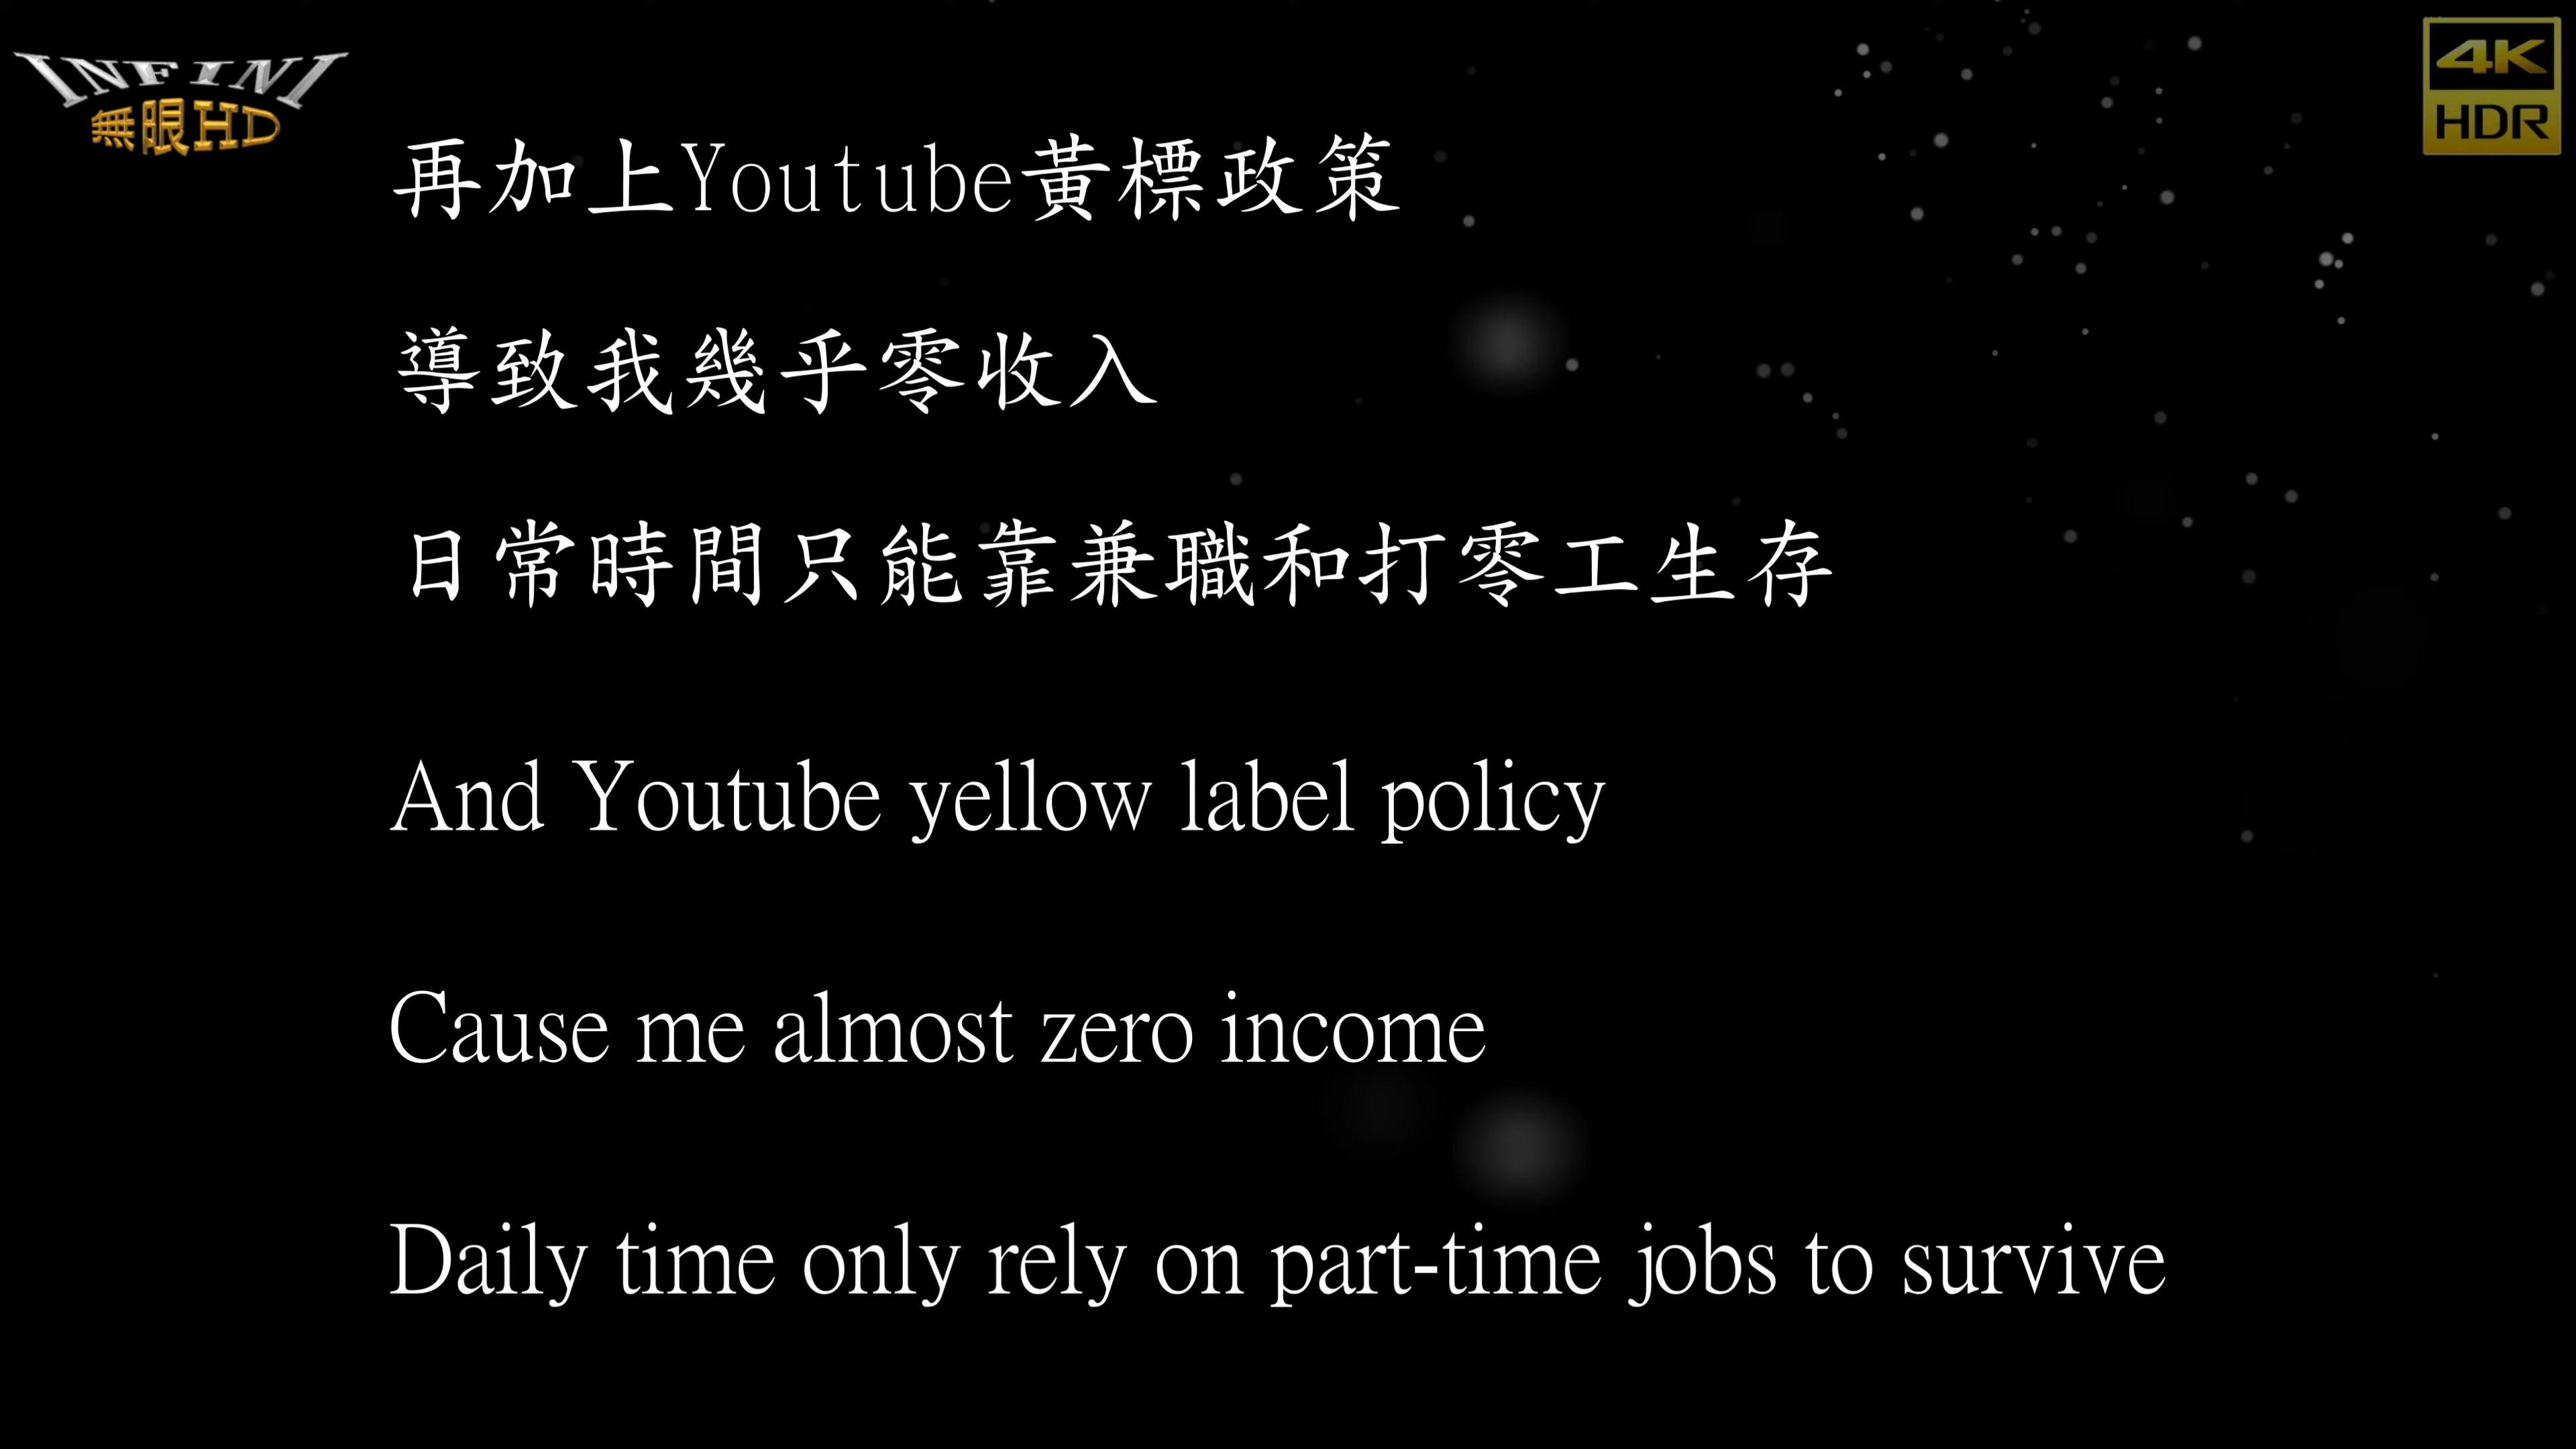 INFINI
無限HD
4K
HDR
再加上Youtube黃標政策
導致我幾乎零收入
日常時間只能靠兼職和打零工生存
And Youtube yellow label policy
Cause me almost zero income
Daily time only rely on part-time jobs to survive